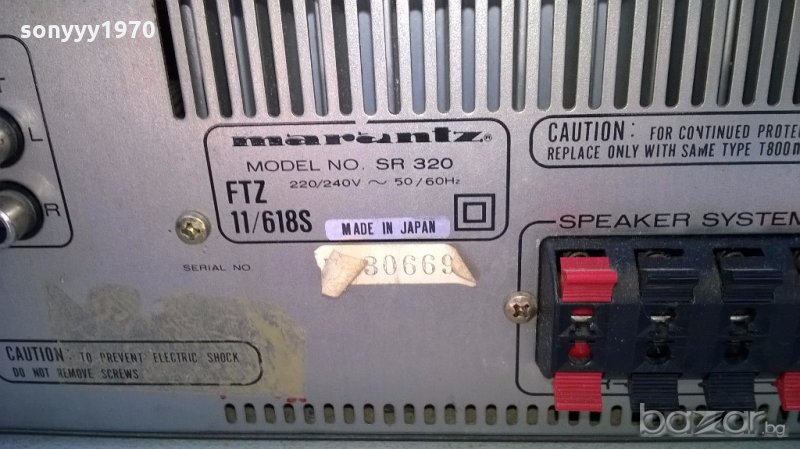 sonyyy1970
L
R
marantz®
MODEL NO. SR 320
220/240V ~ 50/60Hz
FTZ
11/618S
MADE IN JAPAN
SERIAL NO
30669
CAUTION: FOR CONTINUED PROTE
REPLACE ONLY WITH SAME TYPE T800m
SPEAKER SYSTEM
CAUTION: TO PREVENT ELECTRIC SHOCK
DO NOT REMOVE SCREWS
bazar.bg